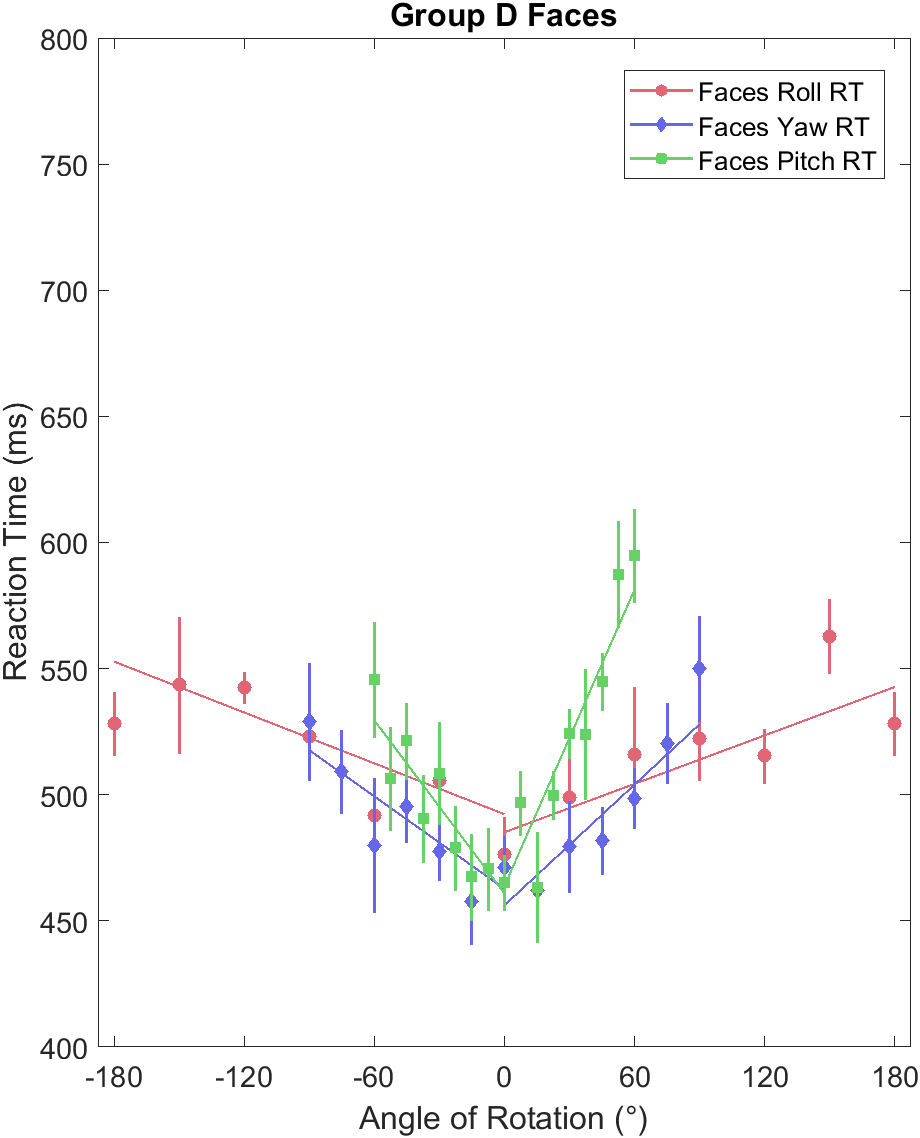 Group D Faces
800
750
700
650
600
550
500
450
400
Reaction Time (ms)
Faces Roll RT
Faces Yaw RT
Faces Pitch RT
-180 -120 -60 0 60 120 180
Angle of Rotation (°)